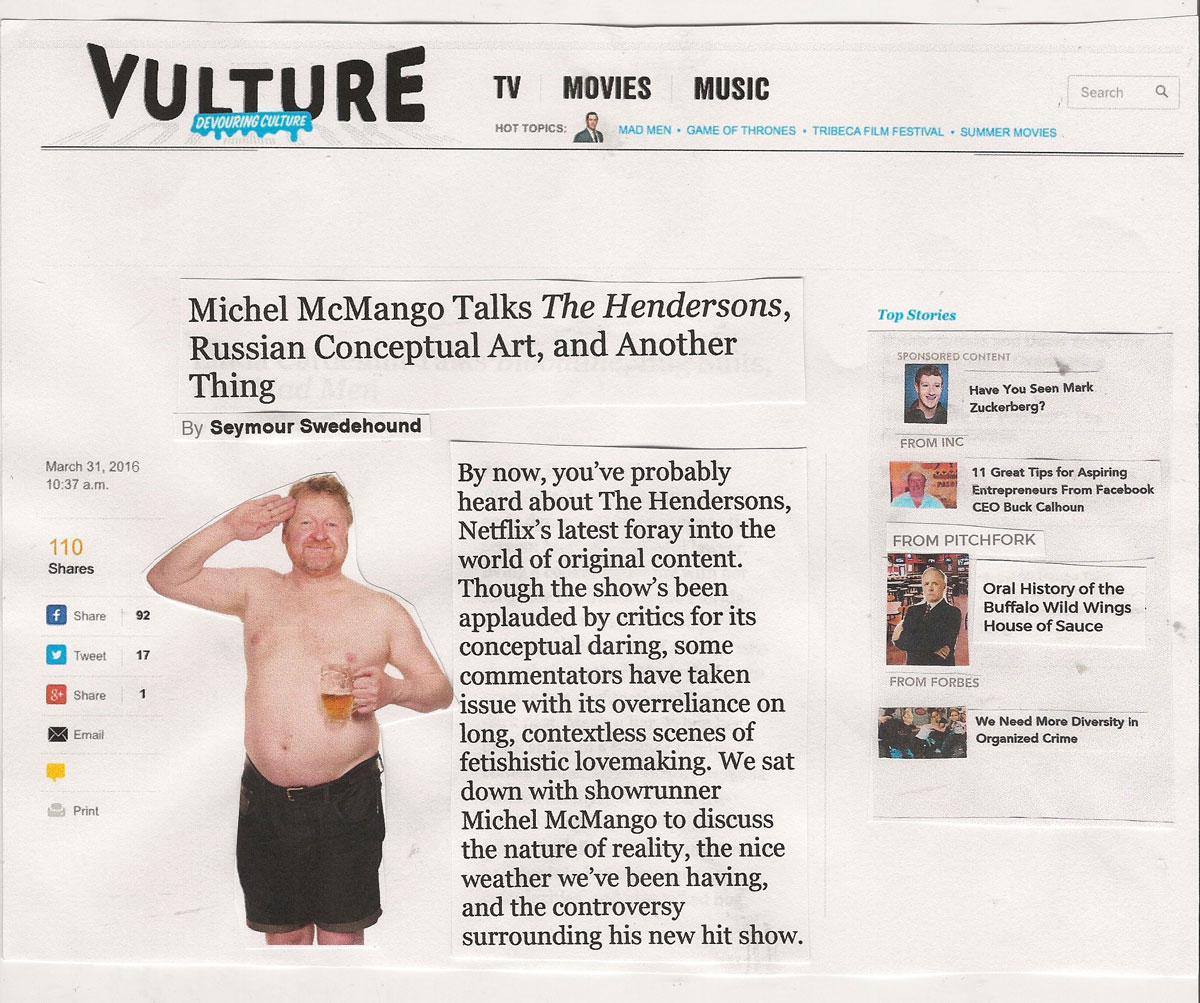 VULTURE
DEVOURING CULTURE
TV
MOVIES
MUSIC
Search
HOT TOPICS:
MAD MEN • GAME OF THRONES • TRIBECA FILM FESTIVAL • SUMMER MOVIES
Michel McMango Talks The Hendersons,
Russian Conceptual Art, and Another
Thing
By Seymour Swedehound
March 31, 2016
10:37 a.m.
110
Shares
Share 92
Tweet 17
Share 1
Email
Print
By now, you’ve probably
heard about The Hendersons,
Netflix’s latest foray into the
world of original content.
Though the show’s been
applauded by critics for its
conceptual daring, some
commentators have taken
issue with its overreliance on
long, contextless scenes of
fetishistic lovemaking. We sat
down with showrunner
Michel McMango to discuss
the nature of reality, the nice
weather we’ve been having,
and the controversy
surrounding his new hit show.
Top Stories
SPONSORED CONTENT
Have You Seen Mark
Zuckerberg?
FROM INC
11 Great Tips for Aspiring
Entrepreneurs From Facebook
CEO Buck Calhoun
FROM PITCHFORK
Oral History of the
Buffalo Wild Wings
House of Sauce
FROM FORBES
We Need More Diversity in
Organized Crime